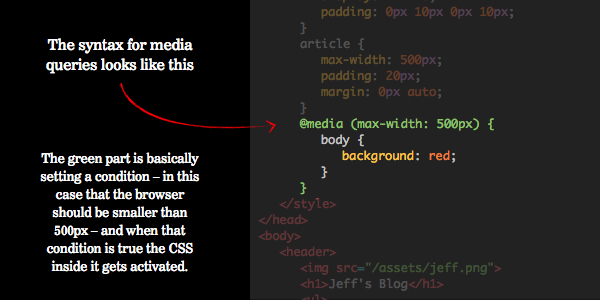 The syntax for media
queries looks like this
The green part is basically
setting a condition – in this
case that the browser
should be smaller than
500px – and when that
condition is true the CSS
inside it gets activated.
padding: 0px 10px 0px 10px;
}
article {
max-width: 500px;
padding: 20px;
margin: 0px auto;
}
@media (max-width: 500px) {
body {
background: red;
}
}
</style>
</head>
<body>
<header>
<img src="/assets/jeff.png">
<h1>Jeff's Blog</h1>